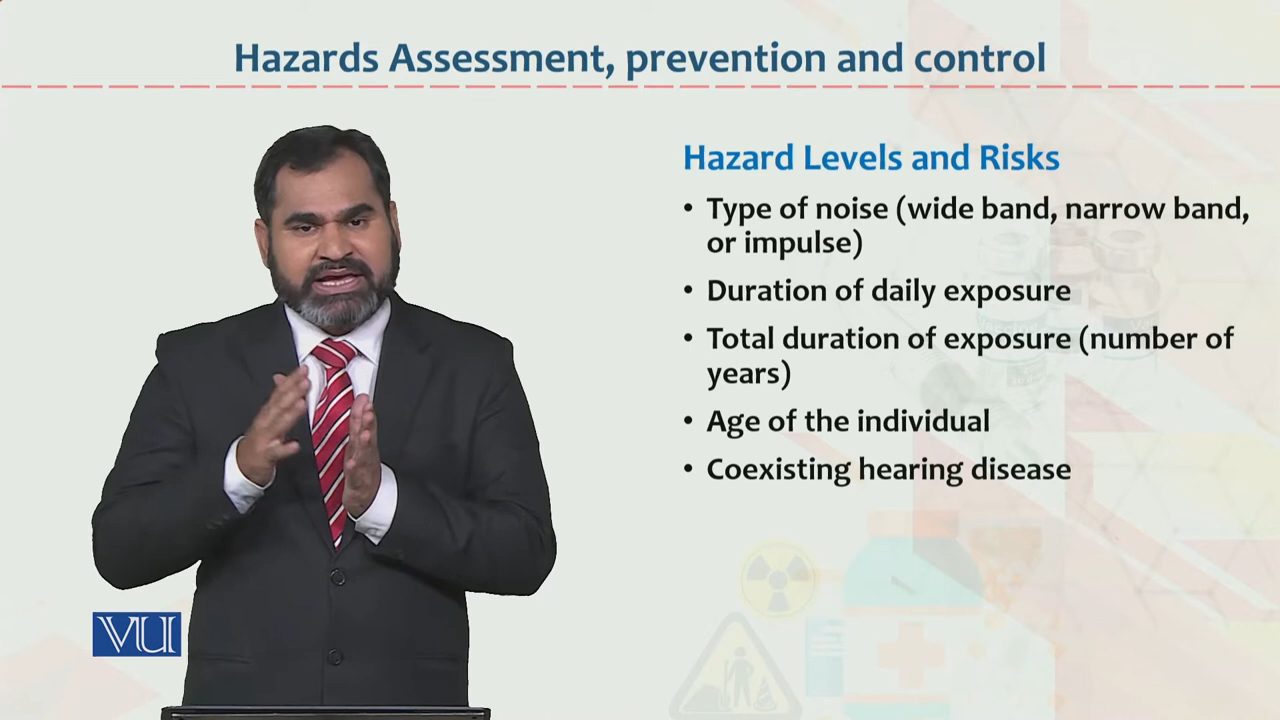 Hazards Assessment, prevention and control
Hazard Levels and Risks
• Type of noise (wide band, narrow band,
or impulse)
• Duration of daily exposure
• Total duration of exposure (number of
years)
• Age of the individual
• Coexisting hearing disease
VU